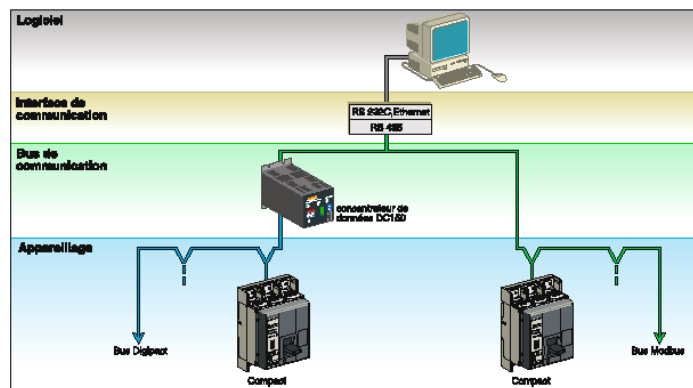 Logiciel
Interface de
communication
RS 232C, Ethernet
RS 485
Bus de
communication
concentrateur de
données DC150
Appareillage
Bus Digipact
Compact
Compact
Bus Modbus